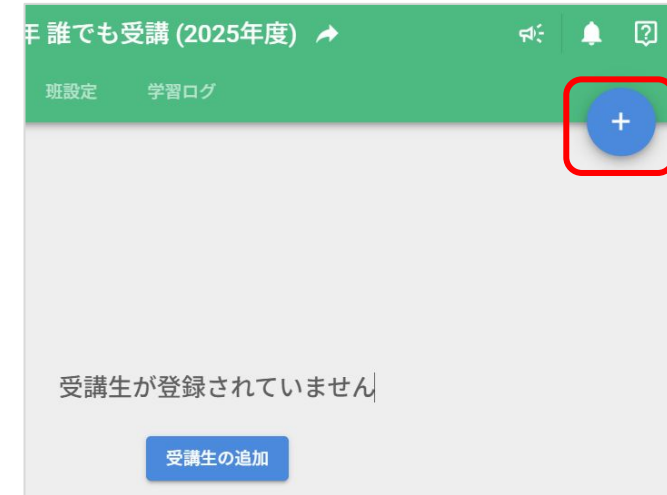 年 誰でも受講 (2025年度)
班設定 学習ログ
+
受講生が登録されていません
受講生の追加